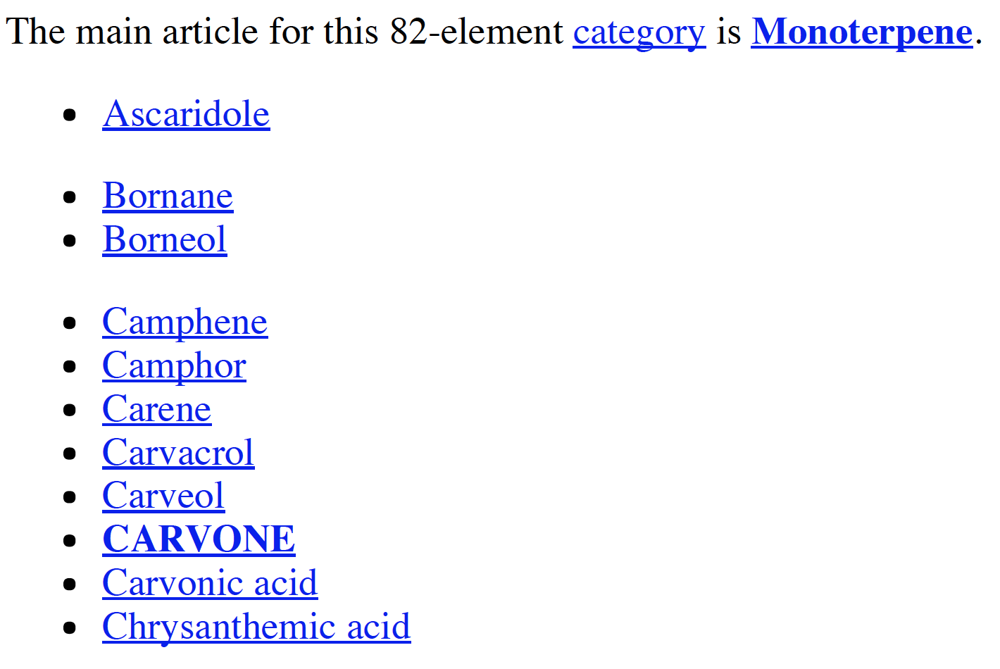 The main article for this 82-element category is Monoterpene.
• Ascaridole
• Bornane
• Borneol
• Camphene
• Camphor
• Carene
• Carvacrol
• Carveol
• CARVONE
• Carvonic acid
• Chrysanthemic acid